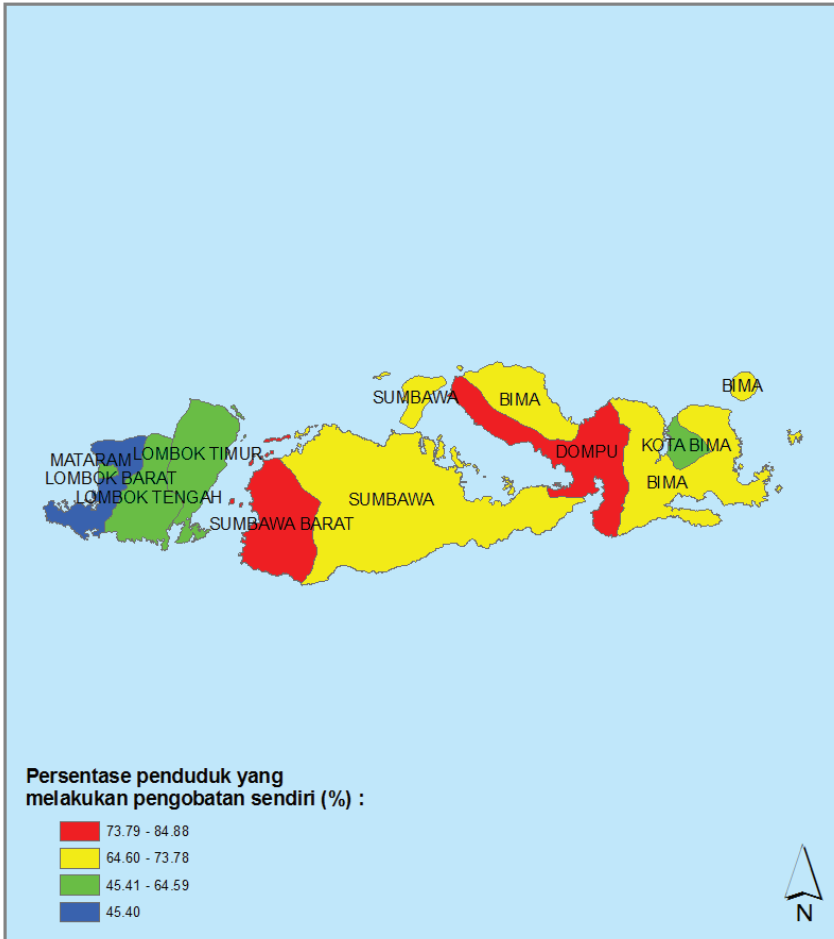 BIMA
SUMBAWA
BIMA
MATARAM
LOMBOK TIMUR
DOMPU
KOTA BIMA
LOMBOK BARAT
BIMA
LOMBOK TENGAH
SUMBAWA
SUMBAWA BARAT
Persentase penduduk yang
melakukan pengobatan sendiri (%) :
73.79 - 84.88
64.60 - 73.78
45.41 - 64.59
45.40
N